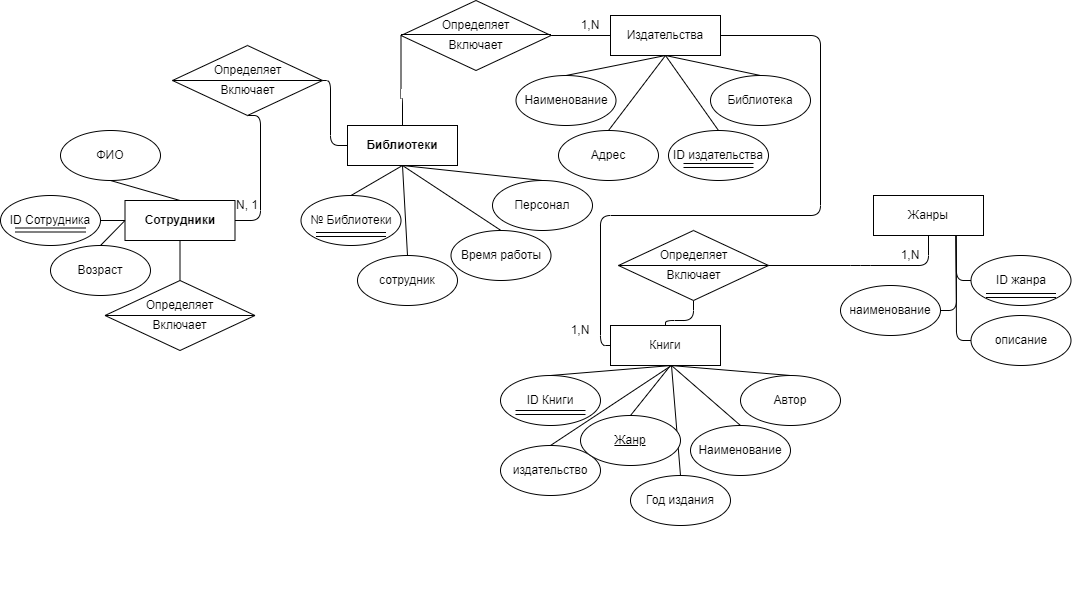 Определяет
Включает
1,N
Издательства
Наименование
Библиотека
Адрес
ID издательства
Определяет
Включает
Библиотеки
№ Библиотеки
Персонал
Время работы
сотрудник
ФИО
ID Сотрудника
Сотрудники
N, 1
Возраст
Определяет
Включает
Жанры
1,N
ID жанра
наименование
описание
Определяет
Включает
1,N
Книги
ID Книги
Автор
Жанр
Наименование
издательство
Год издания